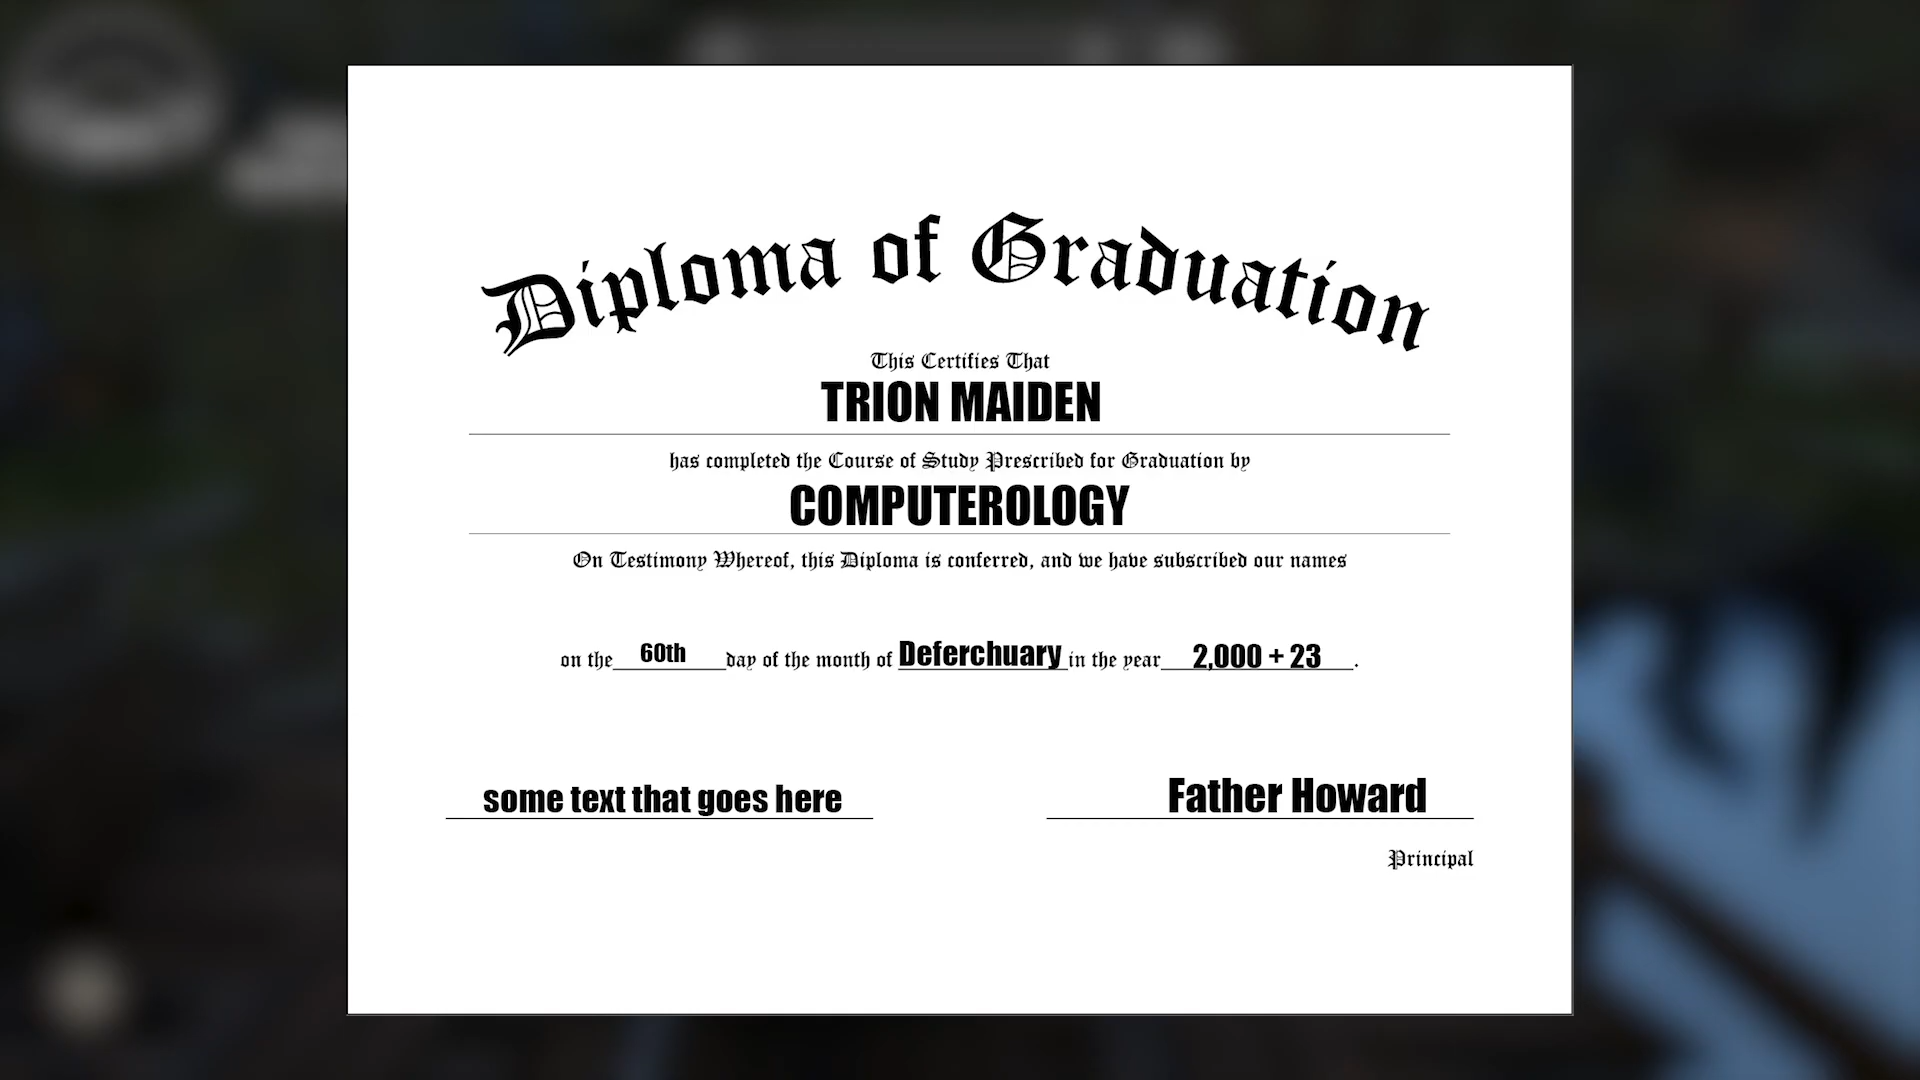 Diploma of Graduation
This Certifies That
TRION MAIDEN
has completed the Course of Study Prescribed for Graduation by
COMPUTEROLOGY
On Testimony Whereof, this Diploma is conferred, and we have subscribed our names
on the 60th day of the month of Deferchuary in the year 2,000 + 23.
some text that goes here
Father Howard
Principal